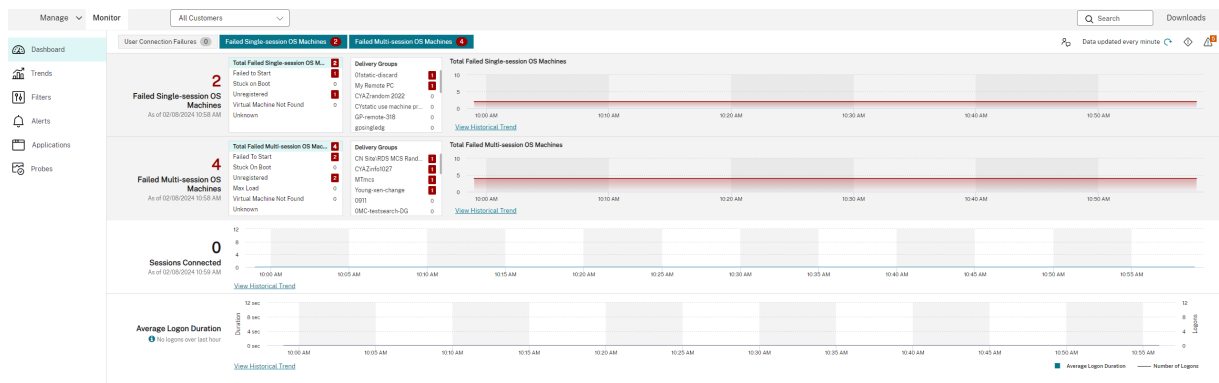 Manage Monitor All Customers Search Downloads
Dashboard
Trends
Filters
Alerts
Applications
Probes
User Connection Failures 0 Failed Single-session OS Machines 2 Failed Multi-session OS Machines 4 Data updated every minute 5
2
Failed Single-session OS
Machines
As of 02/08/2024 10:58 AM
Total Failed Single-session OS M... 2
Failed to Start 1
Stuck on Boot 0
Unregistered 1
Virtual Machine Not Found 0
Unknown
Delivery Groups
01static-discard 1
My Remote PC 1
CYAZrandom 2022 0
CYstatic use machine pr... 0
GP-remote-318 0
gpsingledg 0
Total Failed Single-session OS Machines
10
5
0
10:00 AM 10:10 AM 10:20 AM 10:30 AM 10:40 AM 10:50 AM
View Historical Trend
4
Failed Multi-session OS
Machines
As of 02/08/2024 10:58 AM
Total Failed Multi-session OS Mac... 4
Failed To Start 2
Stuck On Boot 0
Unregistered 2
Max Load 0
Virtual Machine Not Found 0
Unknown
Delivery Groups
CN Site\RDS MCS Rand... 1
CYAZinfo1027 1
MTmcs 1
Young-xen-change 1
0911 0
0MC-testsearch-DG 0
Total Failed Multi-session OS Machines
10
5
0
10:00 AM 10:10 AM 10:20 AM 10:30 AM 10:40 AM 10:50 AM
View Historical Trend
0
Sessions Connected
As of 02/08/2024 10:59 AM
12
8
4
0
10:00 AM 10:05 AM 10:10 AM 10:15 AM 10:20 AM 10:25 AM 10:30 AM 10:35 AM 10:40 AM 10:45 AM 10:50 AM 10:55 AM
View Historical Trend
Average Logon Duration
No logons over last hour
Duration
12 sec
8 sec
4 sec
0 sec
12
8
4
0
Logons
10:00 AM 10:05 AM 10:10 AM 10:15 AM 10:20 AM 10:25 AM 10:30 AM 10:35 AM 10:40 AM 10:45 AM 10:50 AM 10:55 AM
View Historical Trend
Average Logon Duration Number of Logons